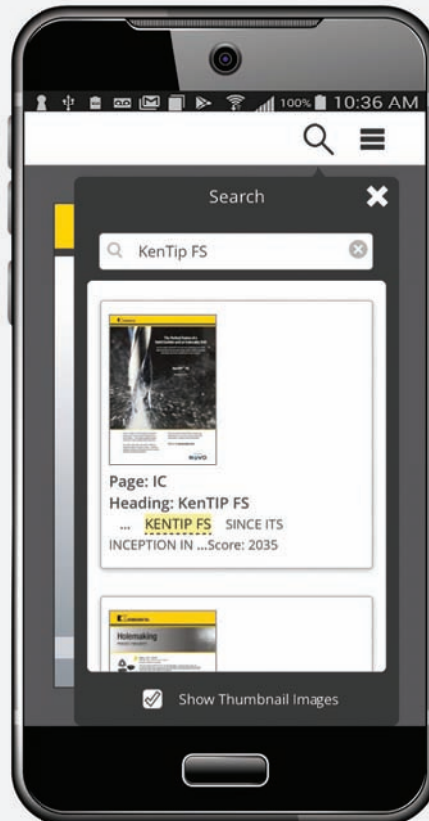 100% 10:36 AM
Search
KenTip FS
Page: IC
Heading: KenTIP FS
... KENTIP FS SINCE ITS
INCEPTION IN ...Score: 2035
Holemaking
Show Thumbnail Images